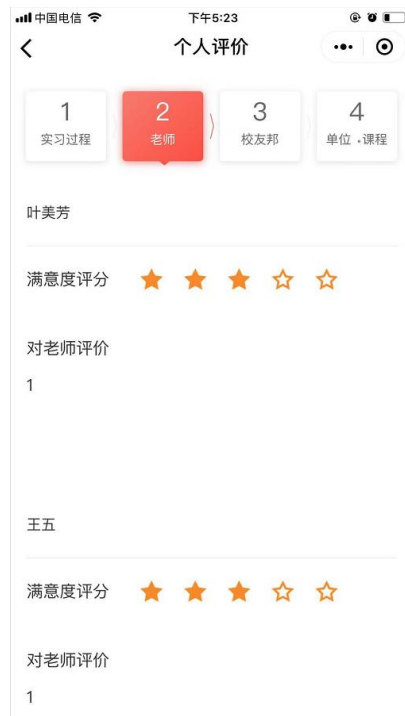 中国电信 下午5:23
个人评价
1 2 3 4
实习过程 老师 校友邦 单位 •课程
叶美芳
满意度评分
对老师评价
1
王五
满意度评分
对老师评价
1